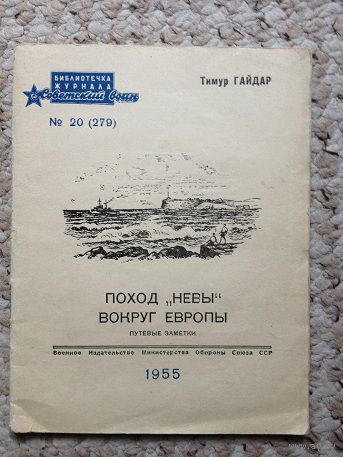 БИБЛИОТЕЧКА
ЖУРНАЛА
Советский воин
№ 20 (279)
Тимур ГАЙДАР
ПОХОД „НЕВЫ“
ВОКРУГ ЕВРОПЫ
ПУТЕВЫЕ ЗАМЕТКИ
Военное Издательство Министерства Обороны Союза ССР
1955